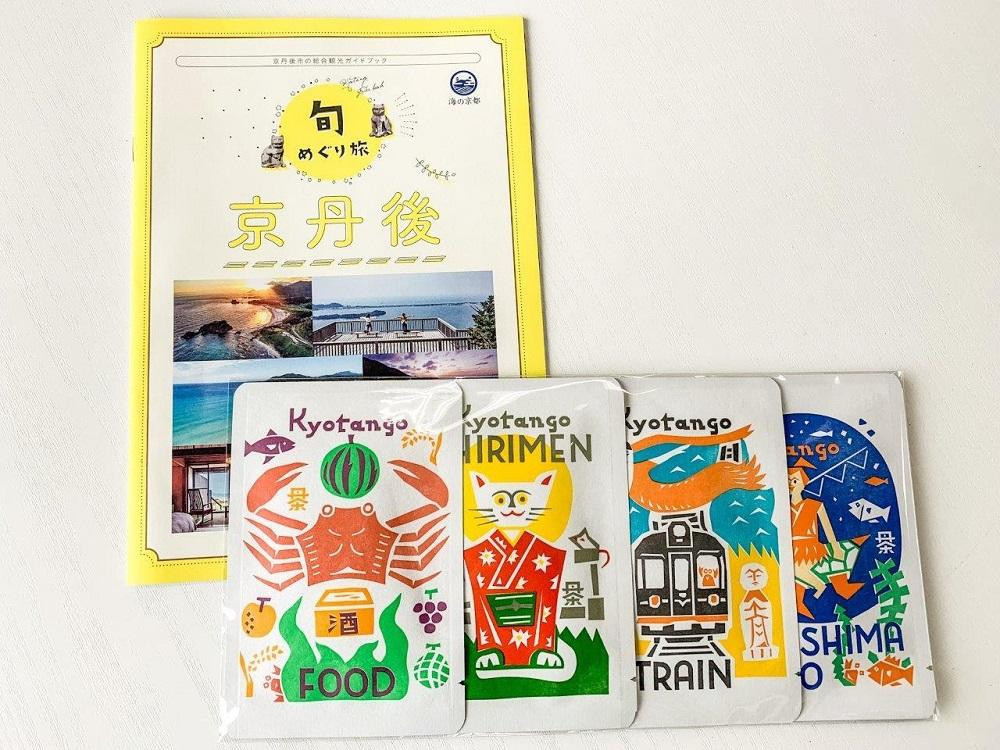 京丹後市の総合観光ガイドブック
海の京都
旬
めぐり旅
京丹後
Kyotango
酒
FOOD
Kyotango
HIRIMEN
Kyotango
TRAIN
ango
SHIMA
O